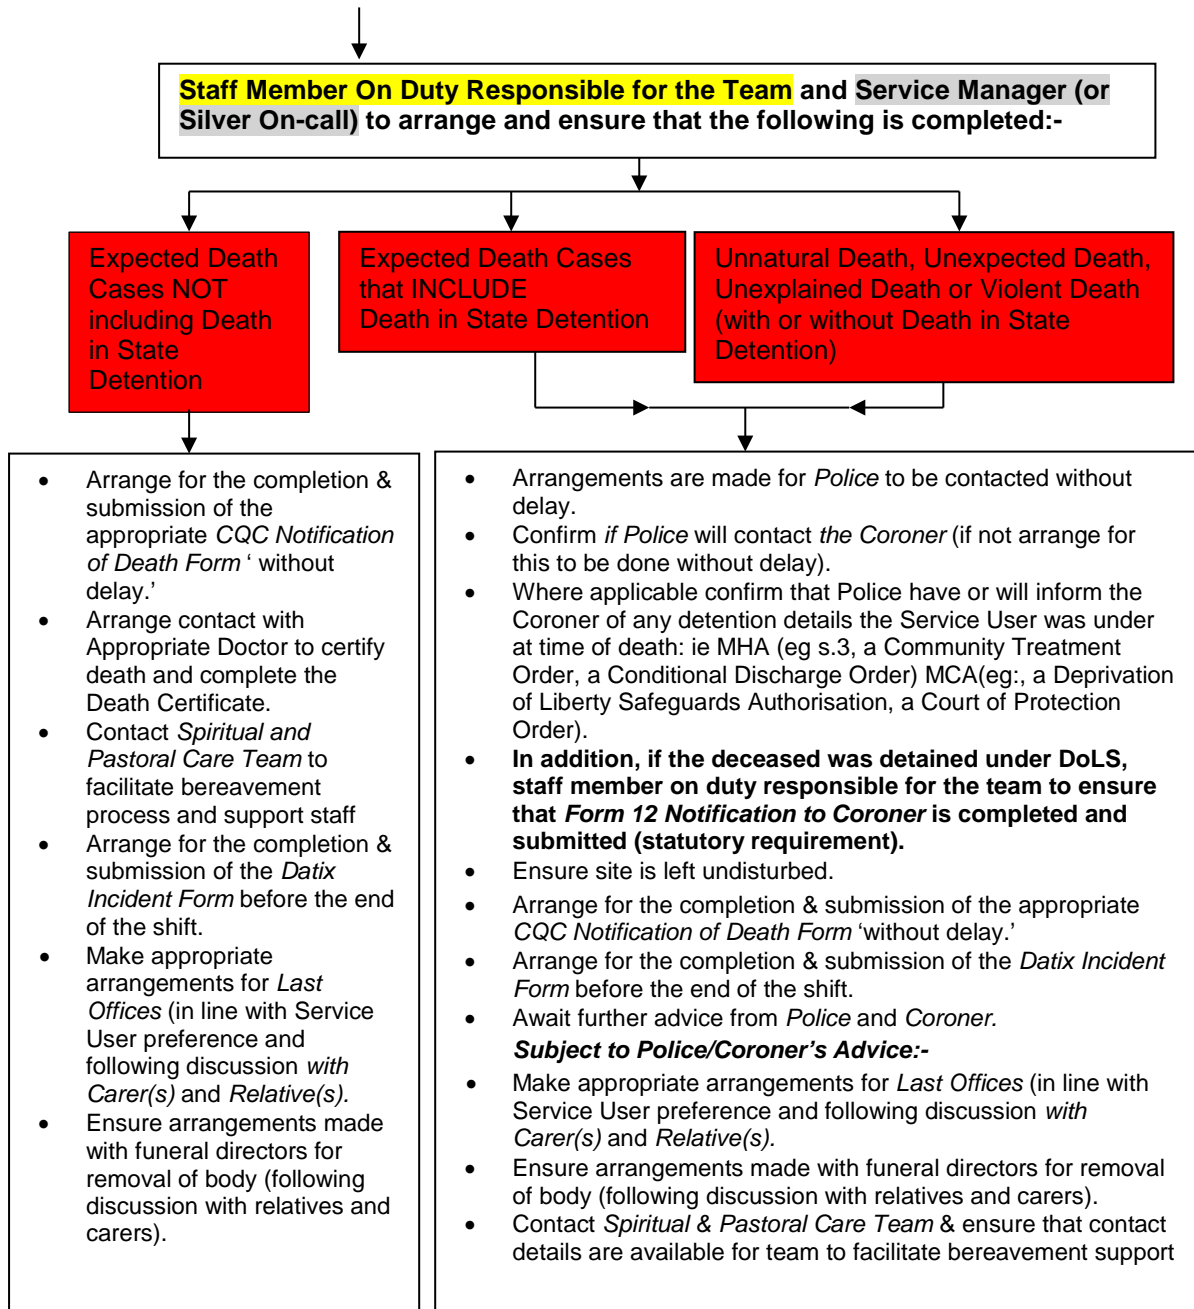 Staff Member On Duty Responsible for the Team and Service Manager (or
Silver On-call) to arrange and ensure that the following is completed:-
Expected Death
Cases NOT
including Death
in State
Detention
Expected Death Cases
that INCLUDE
Death in State Detention
Unnatural Death, Unexpected Death,
Unexplained Death or Violent Death
(with or without Death in State
Detention)
• Arrange for the completion &
submission of the
appropriate CQC Notification
of Death Form ‘ without
delay.’
• Arrange contact with
Appropriate Doctor to certify
death and complete the
Death Certificate.
• Contact Spiritual and
Pastoral Care Team to
facilitate bereavement
process and support staff
• Arrange for the completion &
submission of the Datix
Incident Form before the end
of the shift.
• Make appropriate
arrangements for Last
Offices (in line with Service
User preference and
following discussion with
Carer(s) and Relative(s).
• Ensure arrangements made
with funeral directors for
removal of body (following
discussion with relatives and
carers).
• Arrangements are made for Police to be contacted without
delay.
• Confirm if Police will contact the Coroner (if not arrange for
this to be done without delay).
• Where applicable confirm that Police have or will inform the
Coroner of any detention details the Service User was under
at time of death: ie MHA (eg s.3, a Community Treatment
Order, a Conditional Discharge Order) MCA(eg:, a Deprivation
of Liberty Safeguards Authorisation, a Court of Protection
Order).
• In addition, if the deceased was detained under DoLS,
staff member on duty responsible for the team to ensure
that Form 12 Notification to Coroner is completed and
submitted (statutory requirement).
• Ensure site is left undisturbed.
• Arrange for the completion & submission of the appropriate
CQC Notification of Death Form ‘without delay.’
• Arrange for the completion & submission of the Datix Incident
Form before the end of the shift.
• Await further advice from Police and Coroner.
Subject to Police/Coroner’s Advice:-
• Make appropriate arrangements for Last Offices (in line with
Service User preference and following discussion with
Carer(s) and Relative(s).
• Ensure arrangements made with funeral directors for removal
of body (following discussion with relatives and carers).
• Contact Spiritual & Pastoral Care Team & ensure that contact
details are available for team to facilitate bereavement support